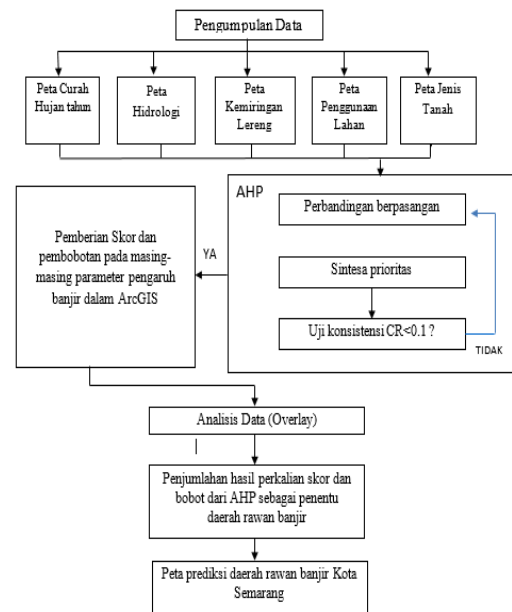 Pengumpulan Data
Peta Curah
Hujan tahun
Peta
Hidrologi
Peta
Kemiringan
Lereng
Peta
Penggunaan
Lahan
Peta Jenis
Tanah
AHP
Perbandingan berpasangan
Sintesa prioritas
Uji konsistensi CR<0.1 ?
TIDAK
YA
Pemberian Skor dan
pembobotan pada masing-
masing parameter pengaruh
banjir dalam ArcGIS
Analisis Data (Overlay)
Penjumlahan hasil perkalian skor dan
bobot dari AHP sebagai penentu
daerah rawan banjir
Peta prediksi daerah rawan banjir Kota
Semarang